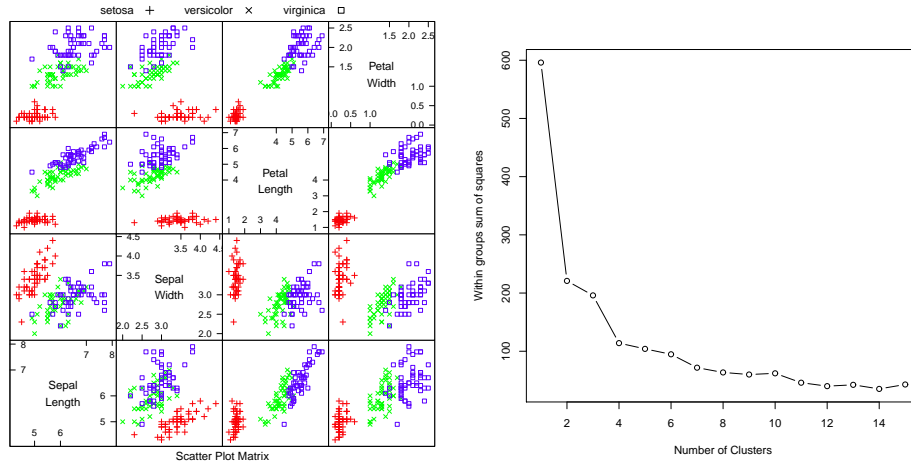 setosa + versicolor × virginica □
1.5 2.0 2.5
2.5
2.0
1.5
Petal
Width
1.0
0.5
0.0
0.0 0.5 1.0
7
6
5
4
4 5 6 7
Petal
Length
1 2 3 4
4
3
2
1
4.5
4.0
3.5
3.5 4.0
Sepal
Width
3.0
2.5
2.0
2.0 2.5 3.0
8
7
7 8
Sepal
Length
6
5
5 6
Scatter Plot Matrix
600
500
400
300
200
100
Within groups sum of squares
2 4 6 8 10 12 14
Number of Clusters